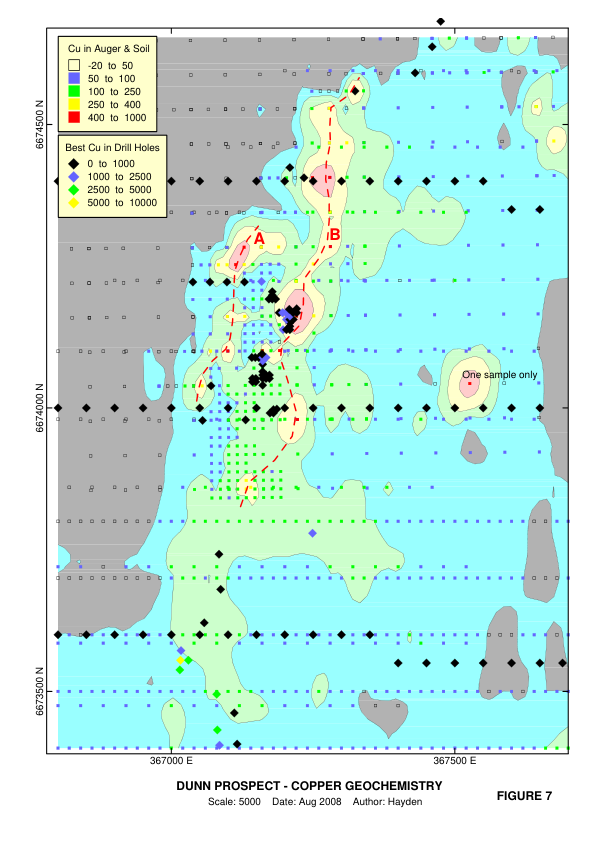 Cu in Auger & Soil
-20 to 50
50 to 100
100 to 250
250 to 400
400 to 1000
Best Cu in Drill Holes
0 to 1000
1000 to 2500
2500 to 5000
5000 to 10000
6674500 N
A
B
One sample only
6674000 N
6673500 N
367000 E
367500 E
DUNN PROSPECT - COPPER GEOCHEMISTRY
Scale: 5000 Date: Aug 2008 Author: Hayden
FIGURE 7